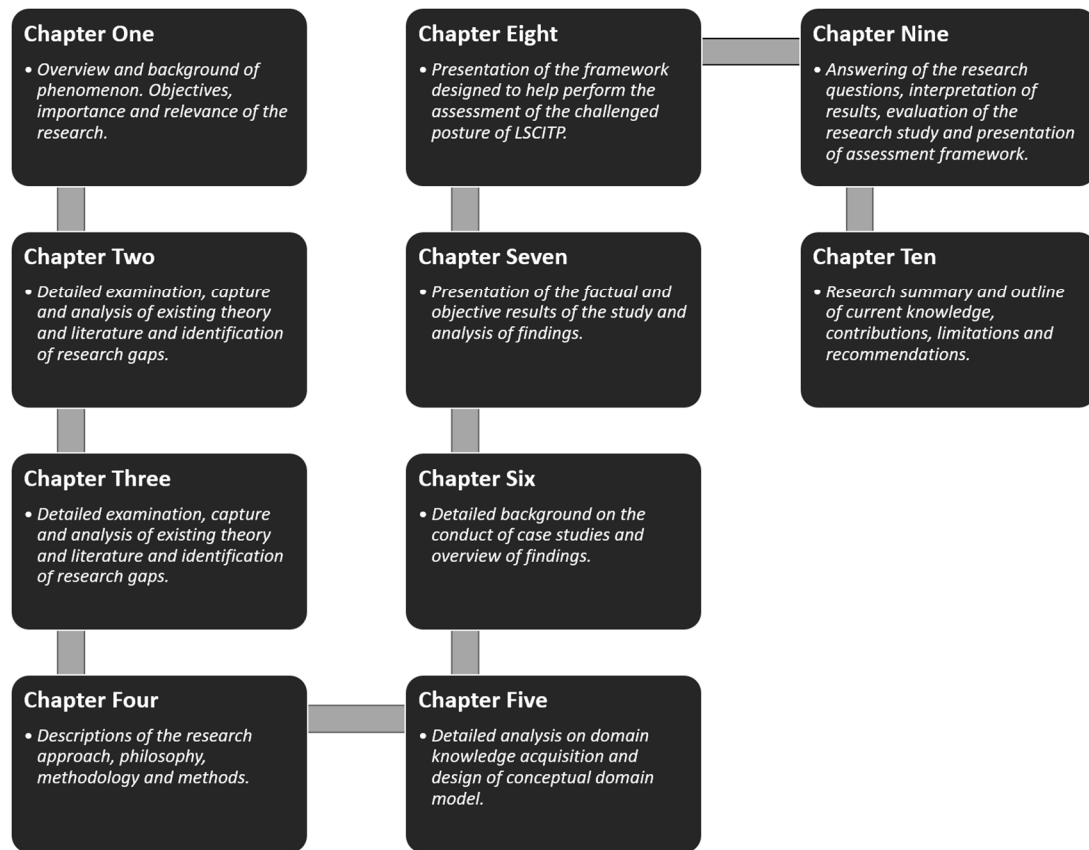 Chapter One
• Overview and background of
phenomenon. Objectives,
importance and relevance of the
research.
Chapter Two
• Detailed examination, capture
and analysis of existing theory
and literature and identification
of research gaps.
Chapter Three
• Detailed examination, capture
and analysis of existing theory
and literature and identification
of research gaps.
Chapter Four
• Descriptions of the research
approach, philosophy,
methodology and methods.
Chapter Five
• Detailed analysis on domain
knowledge acquisition and
design of conceptual domain
model.
Chapter Six
• Detailed background on the
conduct of case studies and
overview of findings.
Chapter Seven
• Presentation of the factual and
objective results of the study and
analysis of findings.
Chapter Eight
• Presentation of the framework
designed to help perform the
assessment of the challenged
posture of LSCITP.
Chapter Nine
• Answering of the research
questions, interpretation of
results, evaluation of the
research study and presentation
of assessment framework.
Chapter Ten
• Research summary and outline
of current knowledge,
contributions, limitations and
recommendations.